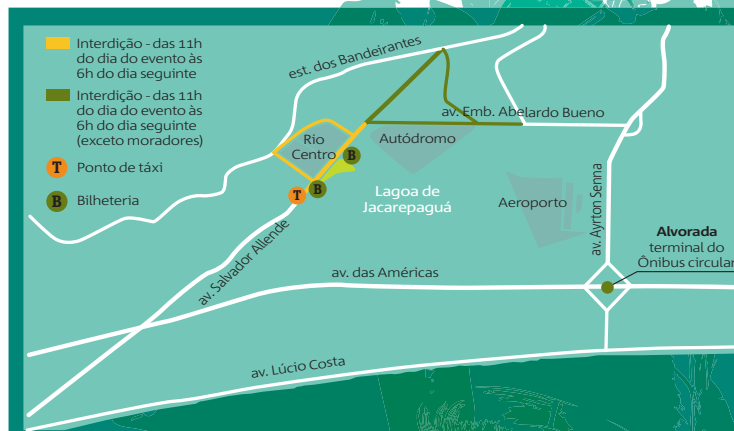 Interdição - das 11h
do dia do evento às
6h do dia seguinte
Interdição - das 11h
do dia do evento às
6h do dia seguinte
(exceto moradores)
T Ponto de táxi
B Bilheteria
est. dos Bandeirantes
av. Emb. Abelardo Bueno
Rio
Centro
Autódromo
B
B
T
Lagoa de
Jacarepaguá
Aeroporto
av. Ayrton Senna
Alvorada
terminal do
Ônibus circular
av. Salvador Allende
av. das Américas
av. Lúcio Costa